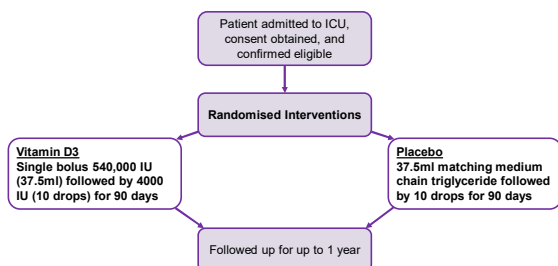 Patient admitted to ICU,
consent obtained, and
confirmed eligible
Randomised Interventions
Vitamin D3
Single bolus 540,000 IU
(37.5ml) followed by 4000
IU (10 drops) for 90 days
Placebo
37.5ml matching medium
chain triglyceride followed
by 10 drops for 90 days
Followed up for up to 1 year